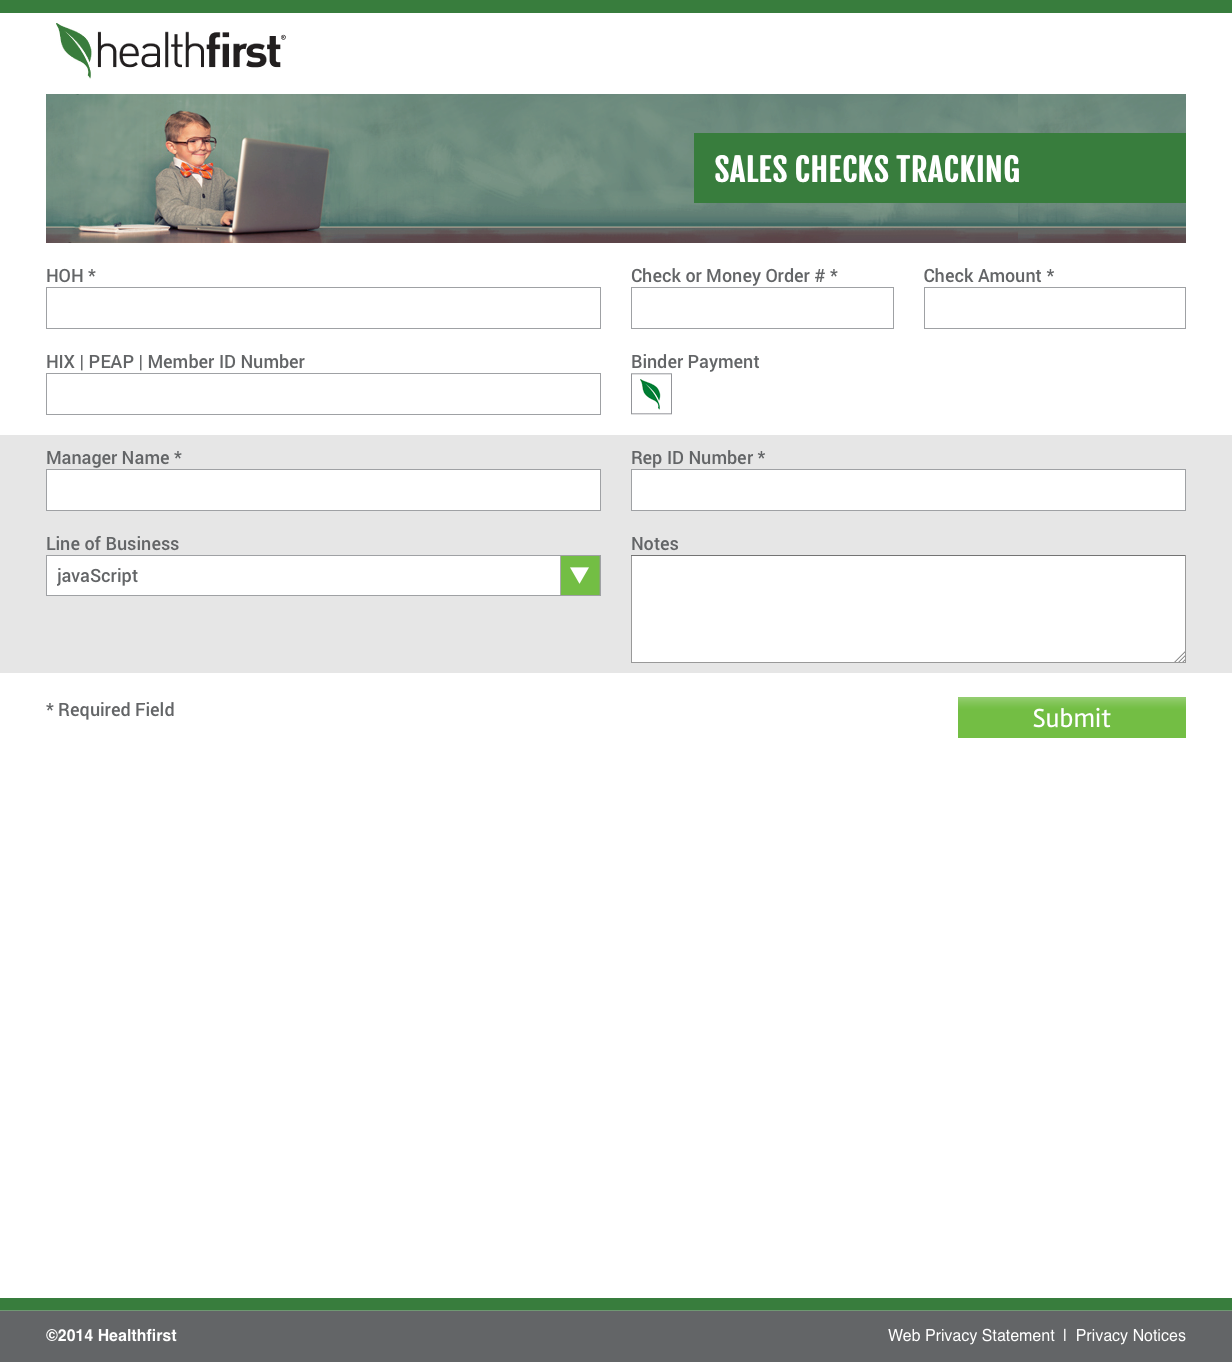 healthfirst®
SALES CHECKS TRACKING
HOH *
Check or Money Order # *
Check Amount *
HIX | PEAP | Member ID Number
Binder Payment
Manager Name *
Rep ID Number *
Line of Business
Notes
javaScript
* Required Field
Submit
©2014 Healthfirst
Web Privacy Statement | Privacy Notices